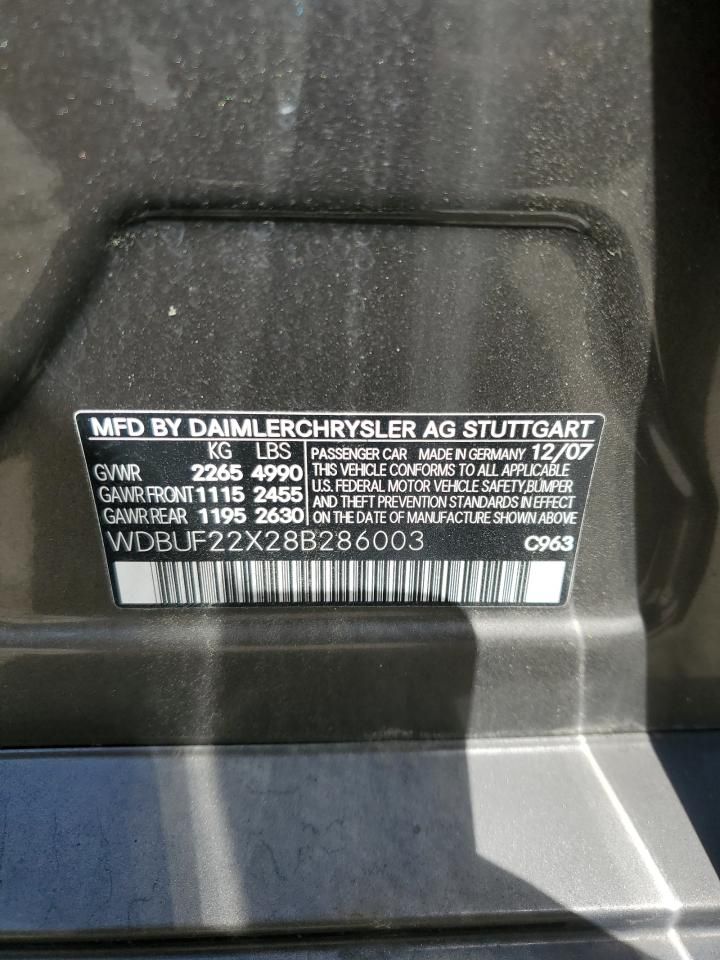 MFD BY DAIMLERCHRYSLER AG STUTTGART
KG LBS
GVWR 2265 4990
GAWR FRONT 1115 2455
GAWR REAR 1195 2630
PASSENGER CAR MADE IN GERMANY 12/07
THIS VEHICLE CONFORMS TO ALL APPLICABLE
U.S. FEDERAL MOTOR VEHICLE SAFETY,BUMPER
AND THEFT PREVENTION STANDARDS IN EFFECT
ON THE DATE OF MANUFACTURE SHOWN ABOVE.
WDBUF22X28B286003 C963